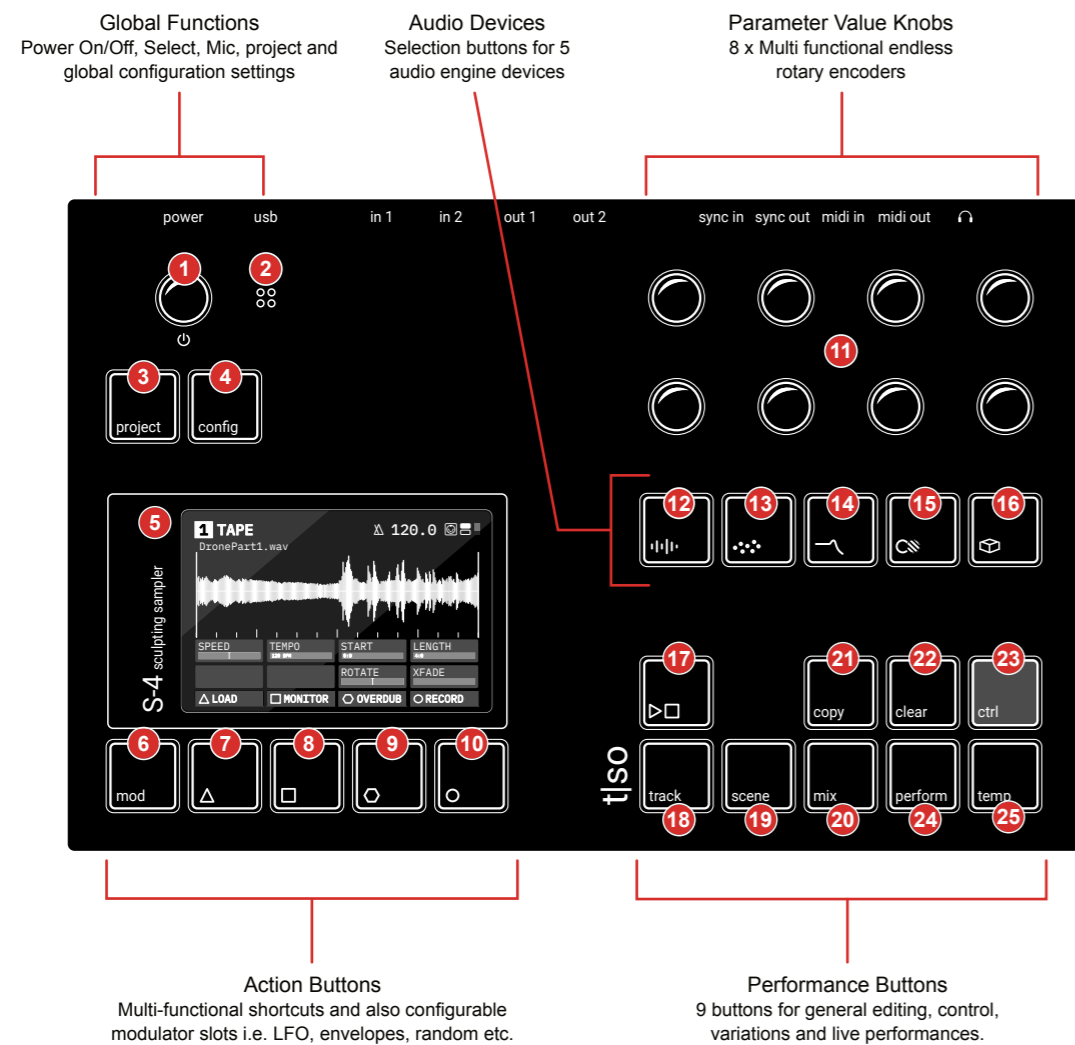 Global Functions
Power On/Off, Select, Mic, project and
global configuration settings
Audio Devices
Selection buttons for 5
audio engine devices
Parameter Value Knobs
8 x Multi functional endless
rotary encoders
power usb in 1 in 2 out 1 out 2 sync in sync out midi in midi out
1 2
11
3 4
project config
12 13 14 15 16
5
S-4 sculpting sampler
1 TAPE 120.0
DronePart1.wav
SPEED TEMPO START LENGTH
120 BPM 0:0 4:0
ROTATE XFADE
LOAD MONITOR OVERDUB RECORD
17 21 22 23
copy clear ctrl
6 7 8 9 10
mod
t|so
track scene mix perform temp
18 19 20 24 25
Action Buttons
Multi-functional shortcuts and also configurable
modulator slots i.e. LFO, envelopes, random etc.
Performance Buttons
9 buttons for general editing, control,
variations and live performances.